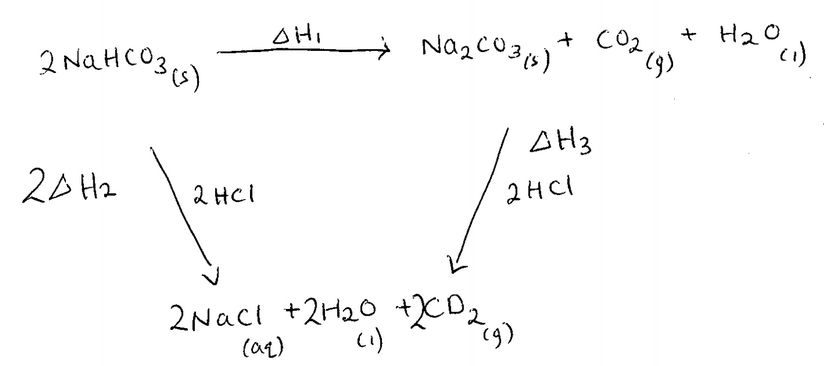 ΔH1
2NaHCO3(s) → Na2CO3(s) + CO2(g) + H2O(l)
ΔH3
2ΔH2 2HCl 2HCl
2NaCl(aq) + 2H2O(l) + 2CO2(g)